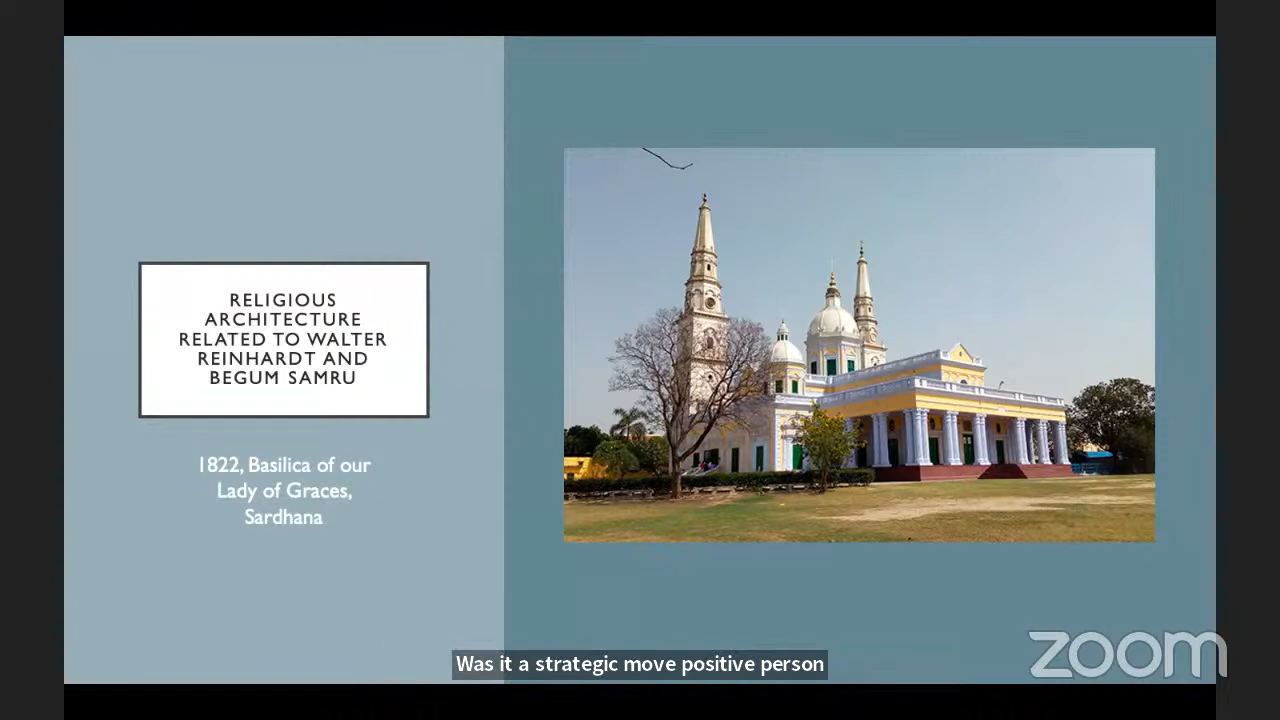 RELIGIOUS
ARCHITECTURE
RELATED TO WALTER
REINHARDT AND
BEGUM SAMRU
1822, Basilica of our
Lady of Graces,
Sardhana
Was it a strategic move positive person
zoom